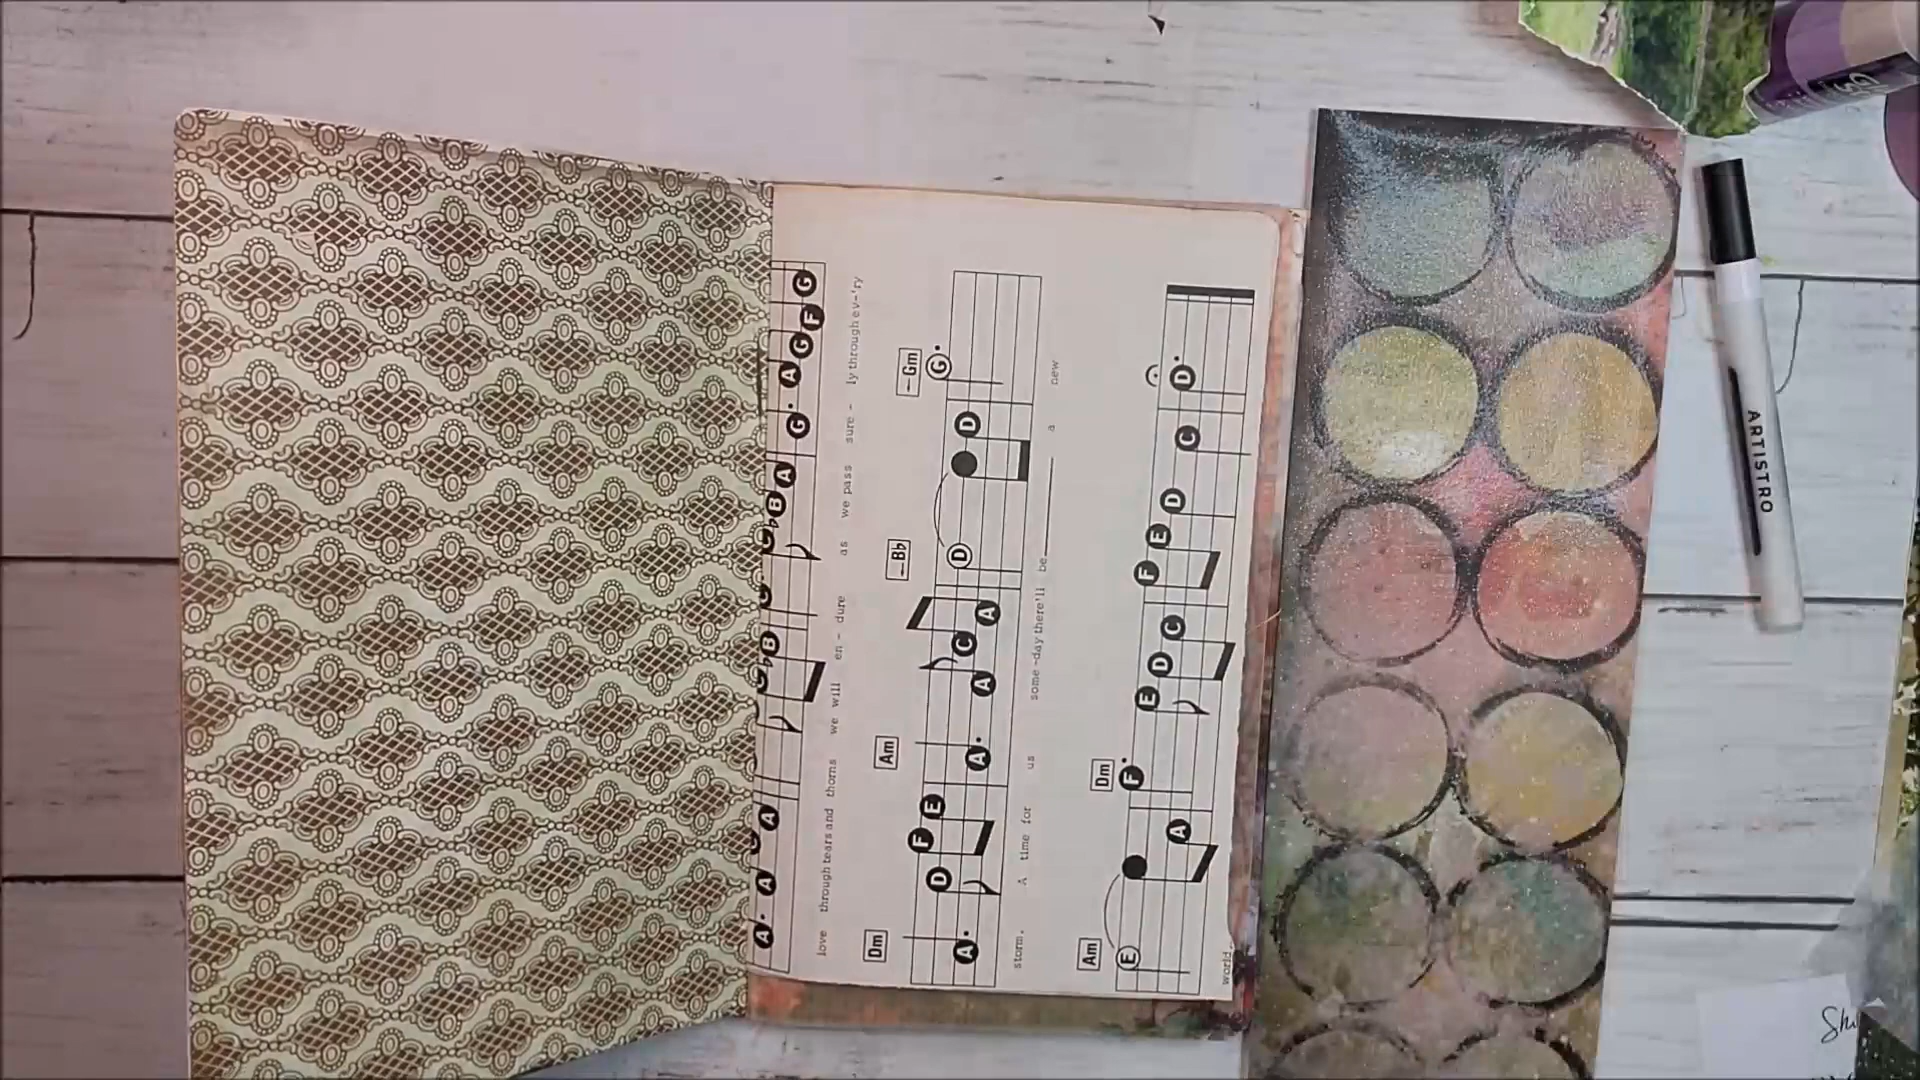 A A A ♭B ♭B A G A G F G
love through tears and thorns we will en - dure as we pass sure - ly through ev - 'ry
Dm Am –B♭ –Gm
A D F E A A C A D D G
storm. A time for us some - day there'll be a new
Am Dm
E A F E D C F E D C D
world.
ARTISTRO